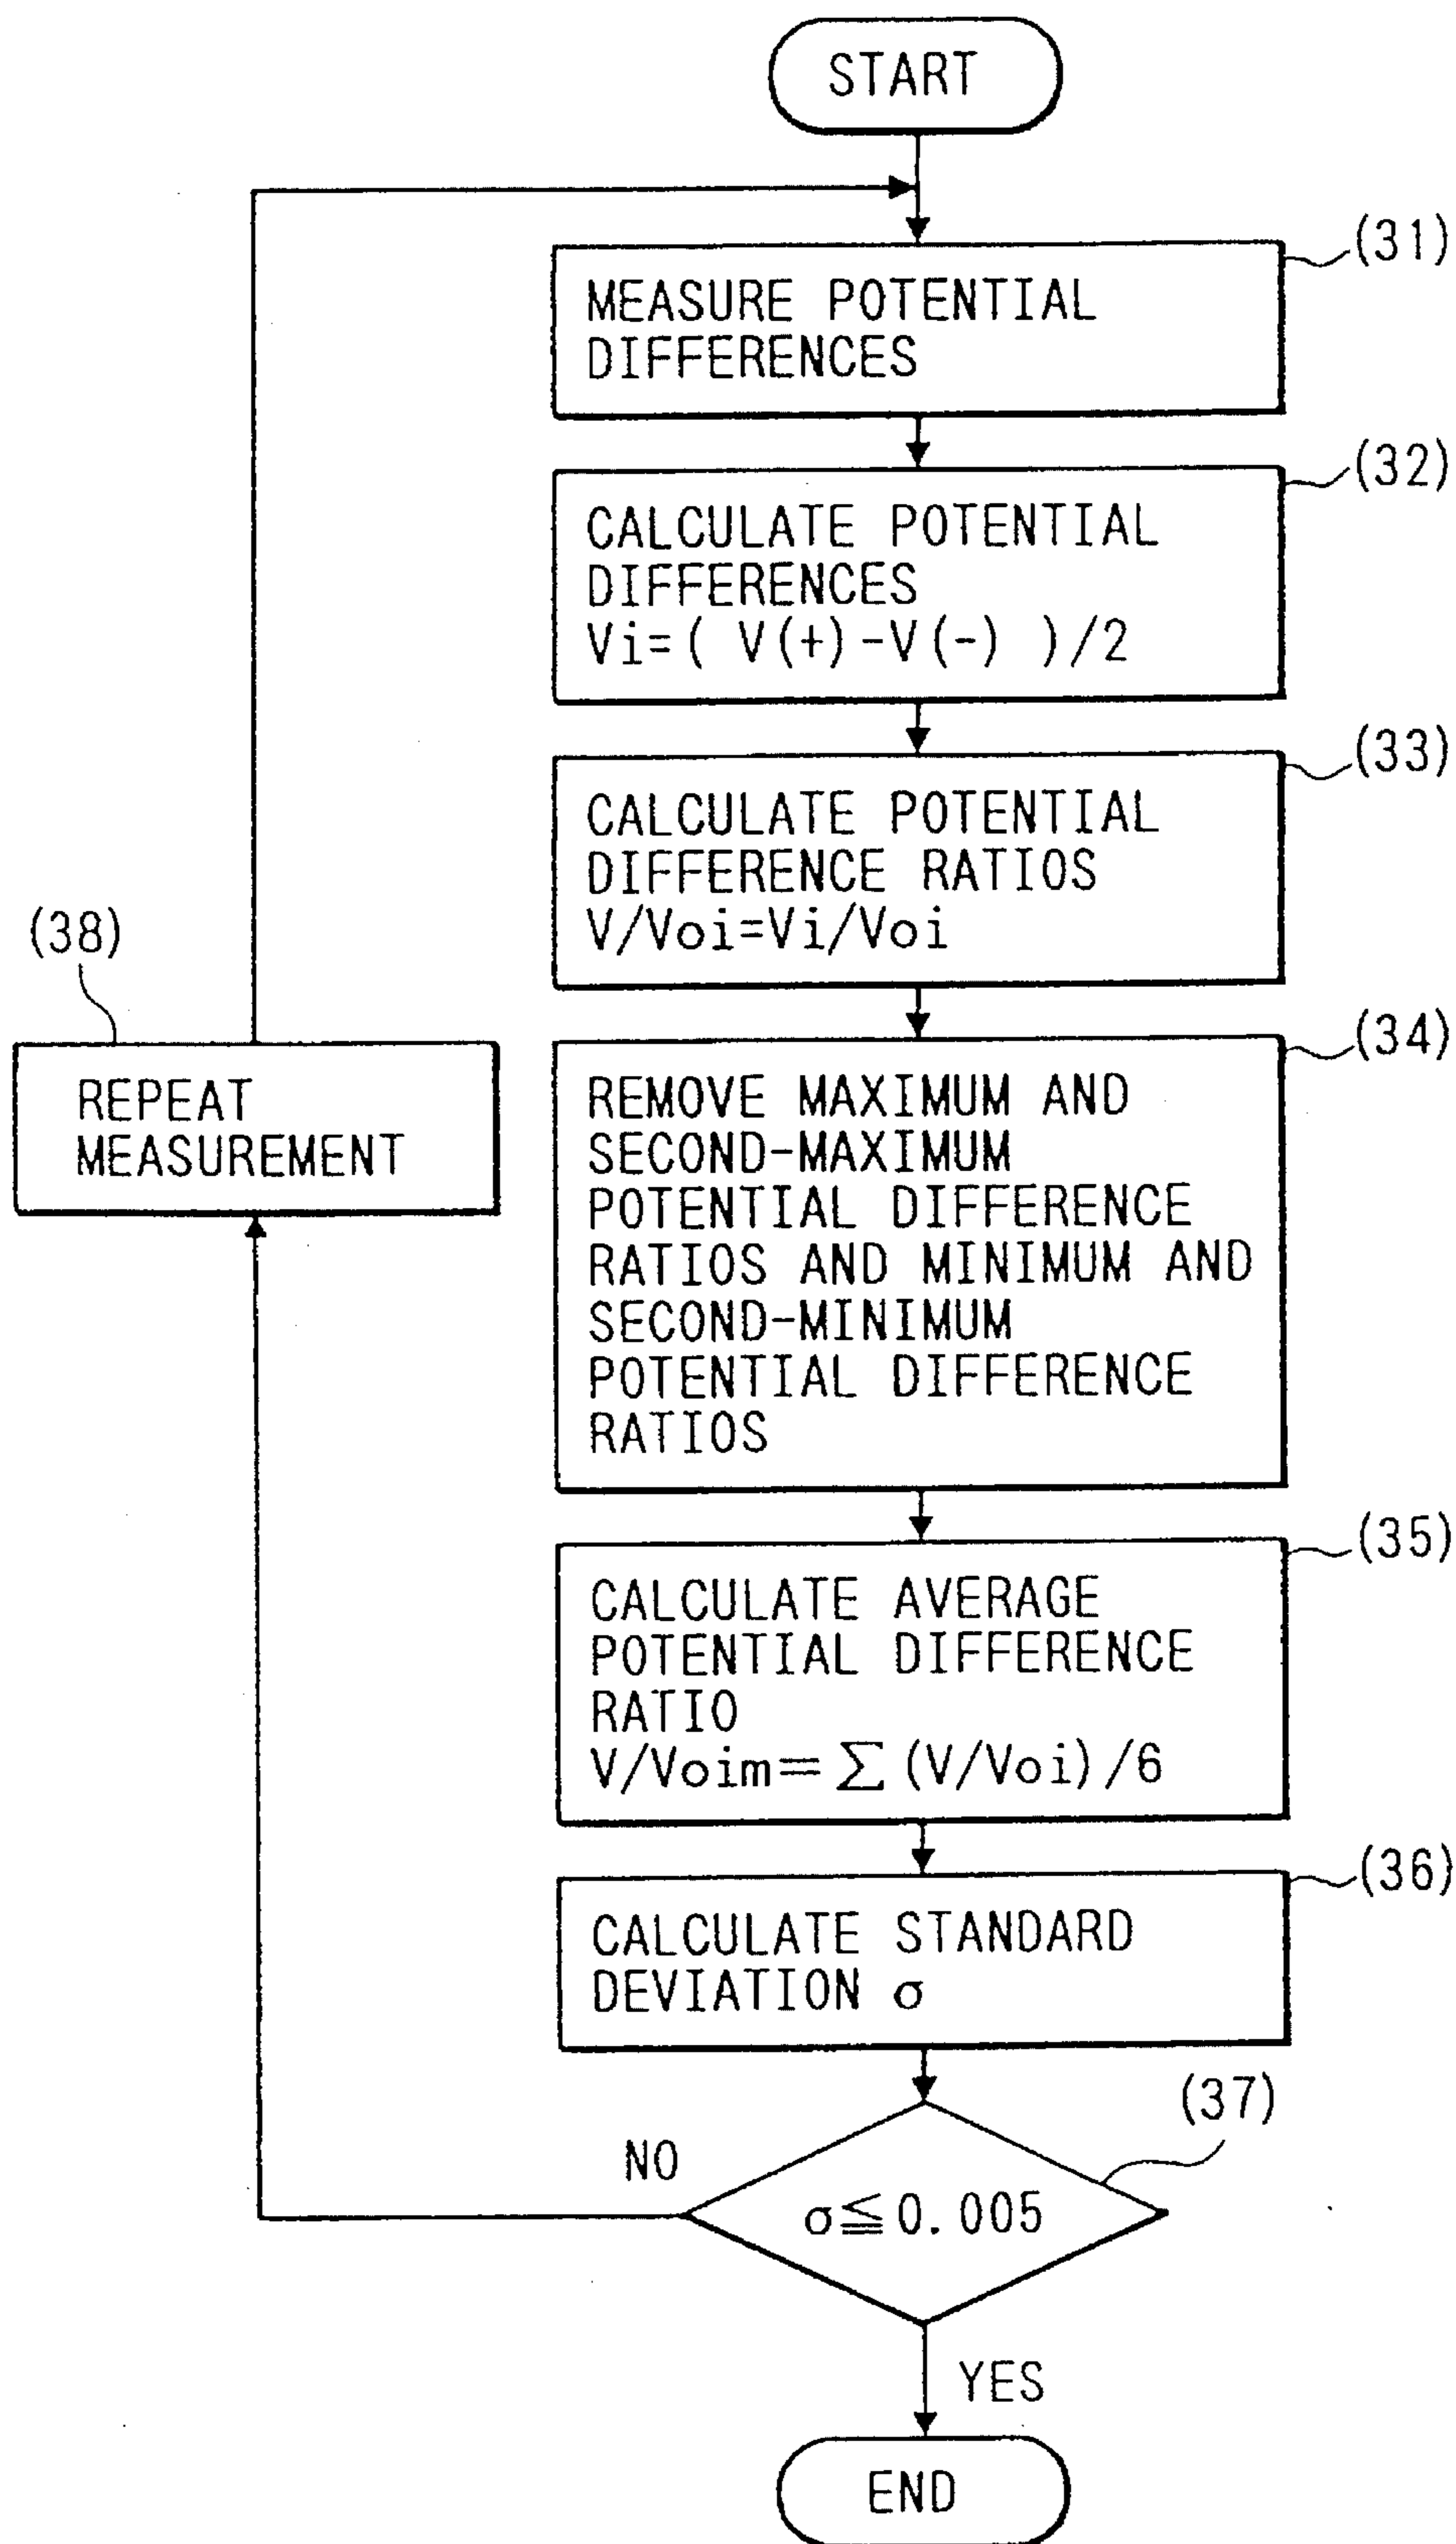 START
(31)
MEASURE POTENTIAL
DIFFERENCES
(32)
CALCULATE POTENTIAL
DIFFERENCES
Vi=( V(+)-V(-) )/2
(33)
CALCULATE POTENTIAL
DIFFERENCE RATIOS
V/Voi=Vi/Voi
(38)
REPEAT
MEASUREMENT
(34)
REMOVE MAXIMUM AND
SECOND-MAXIMUM
POTENTIAL DIFFERENCE
RATIOS AND MINIMUM AND
SECOND-MINIMUM
POTENTIAL DIFFERENCE
RATIOS
(35)
CALCULATE AVERAGE
POTENTIAL DIFFERENCE
RATIO
V/Voim=Σ(V/Voi)/6
(36)
CALCULATE STANDARD
DEVIATION σ
(37)
NO
σ≦0.005
YES
END